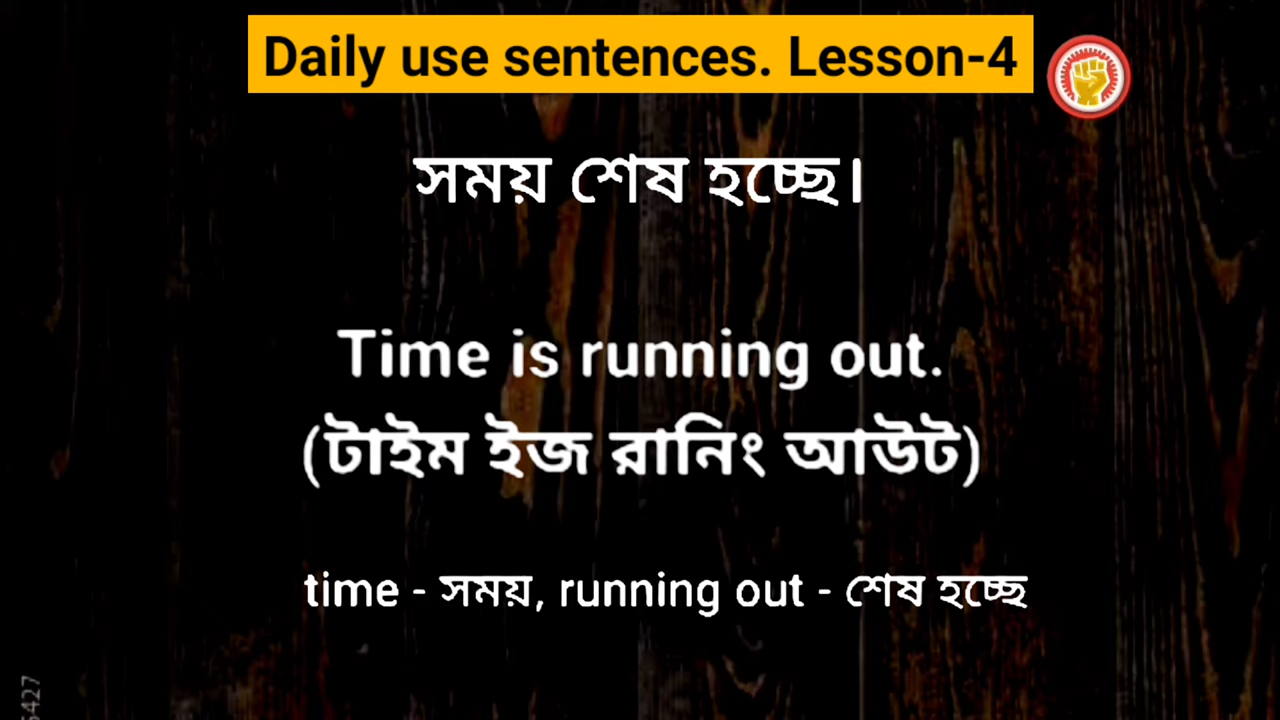 Daily use sentences. Lesson-4
সময় শেষ হচ্ছে।
Time is running out.
(টাইম ইজ রানিং আউট)
time - সময়, running out - শেষ হচ্ছে